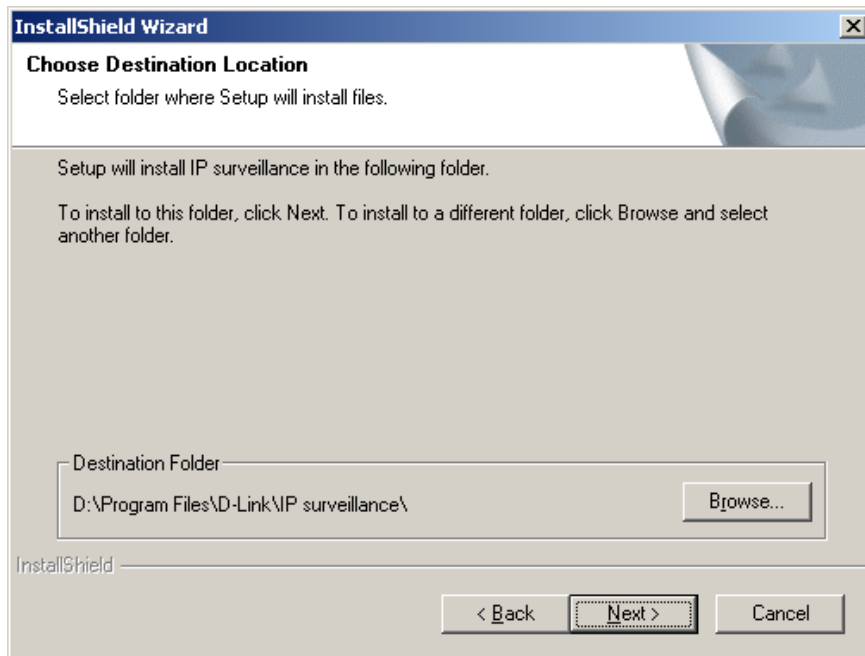 InstallShield Wizard
Choose Destination Location
Select folder where Setup will install files.
Setup will install IP surveillance in the following folder.
To install to this folder, click Next. To install to a different folder, click Browse and select
another folder.
Destination Folder
D:\Program Files\D-Link\IP surveillance\
Browse...
InstallShield
< Back
Next >
Cancel